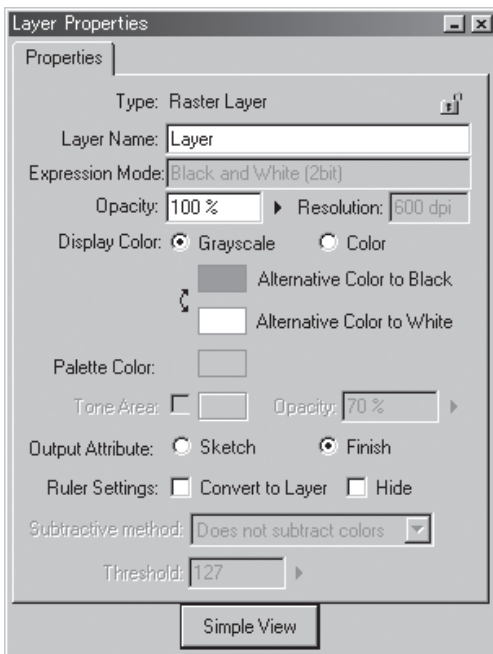 Layer Properties
Properties
Type: Raster Layer
Layer Name: Layer
Expression Mode: Black and White (2bit)
Opacity: 100 % Resolution: 600 dpi
Display Color: Grayscale Color
Alternative Color to Black
Alternative Color to White
Palette Color:
Tone Area: Opacity: 70 %
Output Attribute: Sketch Finish
Ruler Settings: Convert to Layer Hide
Subtractive method: Does not subtract colors
Threshold: 127
Simple View